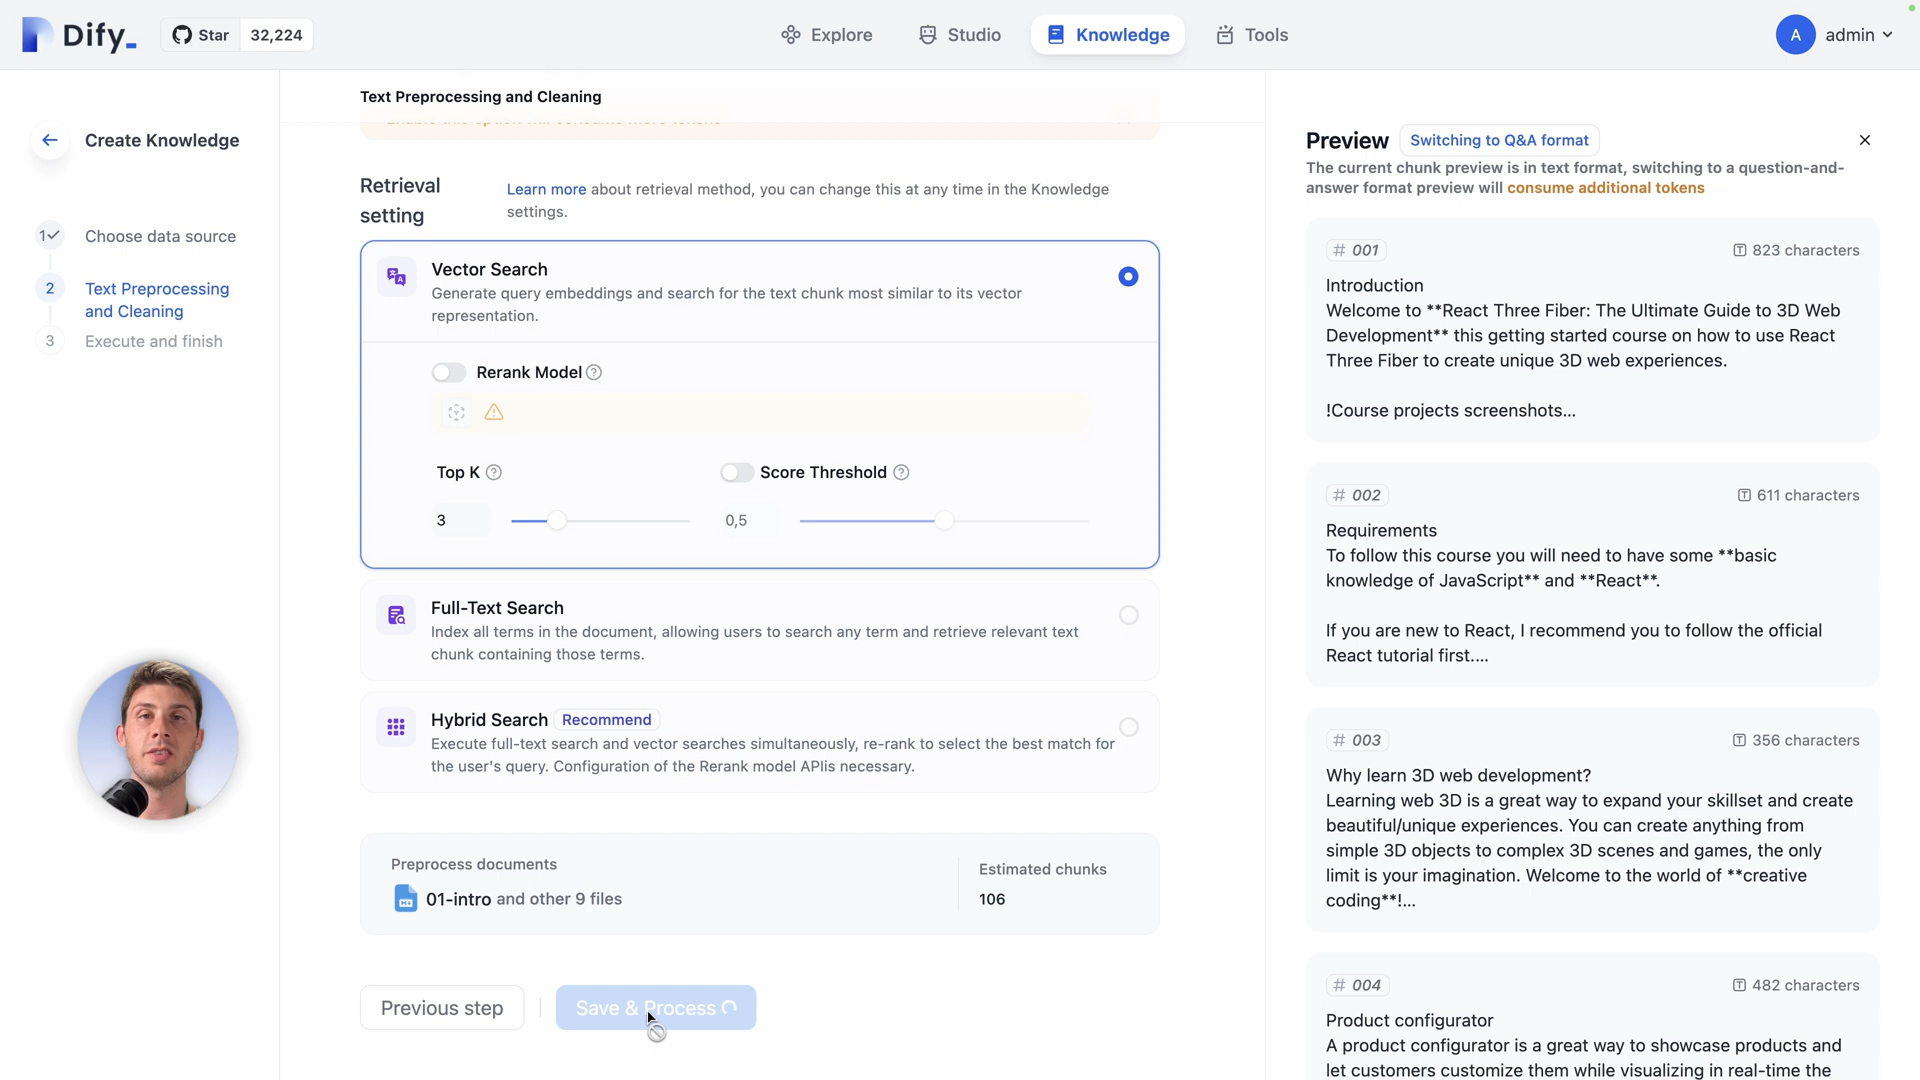 Dify_
Star 32,224
Explore
Studio
Knowledge
Tools
A
admin
Create Knowledge
1
Choose data source
2
Text Preprocessing
and Cleaning
3
Execute and finish
Text Preprocessing and Cleaning
Retrieval
setting
Learn more about retrieval method, you can change this at any time in the Knowledge
settings.
Vector Search
Generate query embeddings and search for the text chunk most similar to its vector
representation.
Rerank Model
Top K
Score Threshold
3
0,5
Full-Text Search
Index all terms in the document, allowing users to search any term and retrieve relevant text
chunk containing those terms.
Hybrid Search Recommend
Execute full-text search and vector searches simultaneously, re-rank to select the best match for
the user's query. Configuration of the Rerank model APIis necessary.
Preprocess documents
01-intro and other 9 files
Estimated chunks
106
Previous step
Save & Process
Preview Switching to Q&A format
The current chunk preview is in text format, switching to a question-and-
answer format preview will consume additional tokens
# 001
823 characters
Introduction
Welcome to **React Three Fiber: The Ultimate Guide to 3D Web
Development** this getting started course on how to use React
Three Fiber to create unique 3D web experiences.
!Course projects screenshots...
# 002
611 characters
Requirements
To follow this course you will need to have some **basic
knowledge of JavaScript** and **React**.
If you are new to React, I recommend you to follow the official
React tutorial first....
# 003
356 characters
Why learn 3D web development?
Learning web 3D is a great way to expand your skillset and create
beautiful/unique experiences. You can create anything from
simple 3D objects to complex 3D scenes and games, the only
limit is your imagination. Welcome to the world of **creative
coding**!...
# 004
482 characters
Product configurator
A product configurator is a great way to showcase products and
let customers customize them while visualizing in real-time the